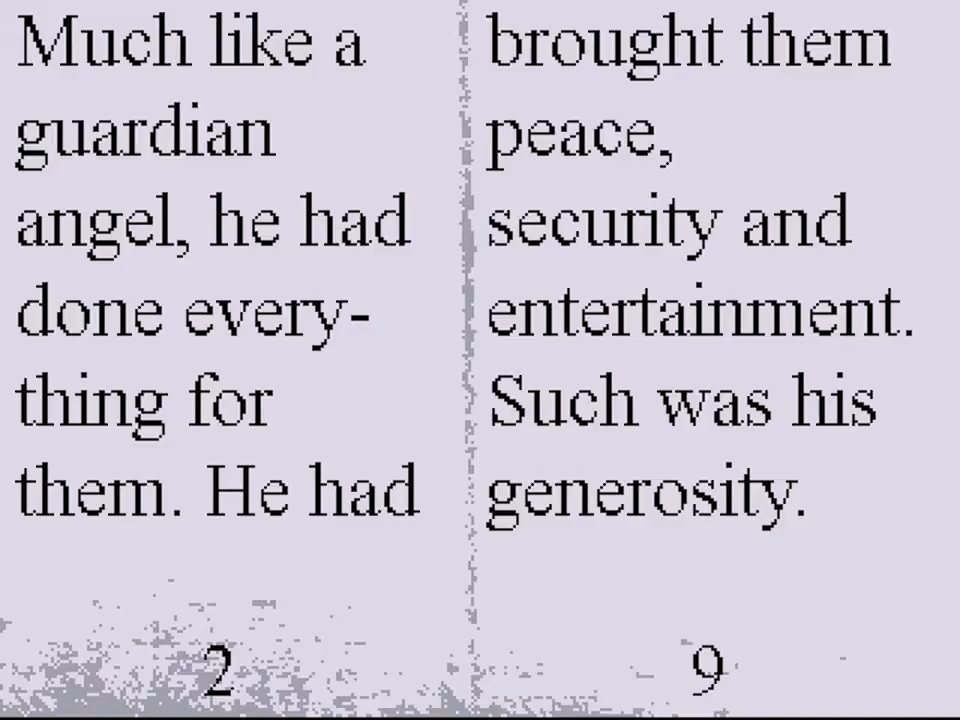 Much like a
guardian
angel, he had
done every-
thing for
them. He had
2
brought them
peace,
security and
entertainment.
Such was his
generosity.
9